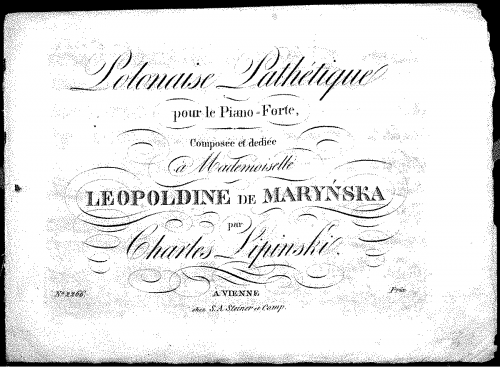 Polonaise Pathétique
pour le Piano-Forte,
Composée et dediée
à Mademoiselle
LEOPOLDINE DE MARYŃSKA
par
Charles Lipinski.
A VIENNE
chez S. A. Steiner et Comp.
Prix